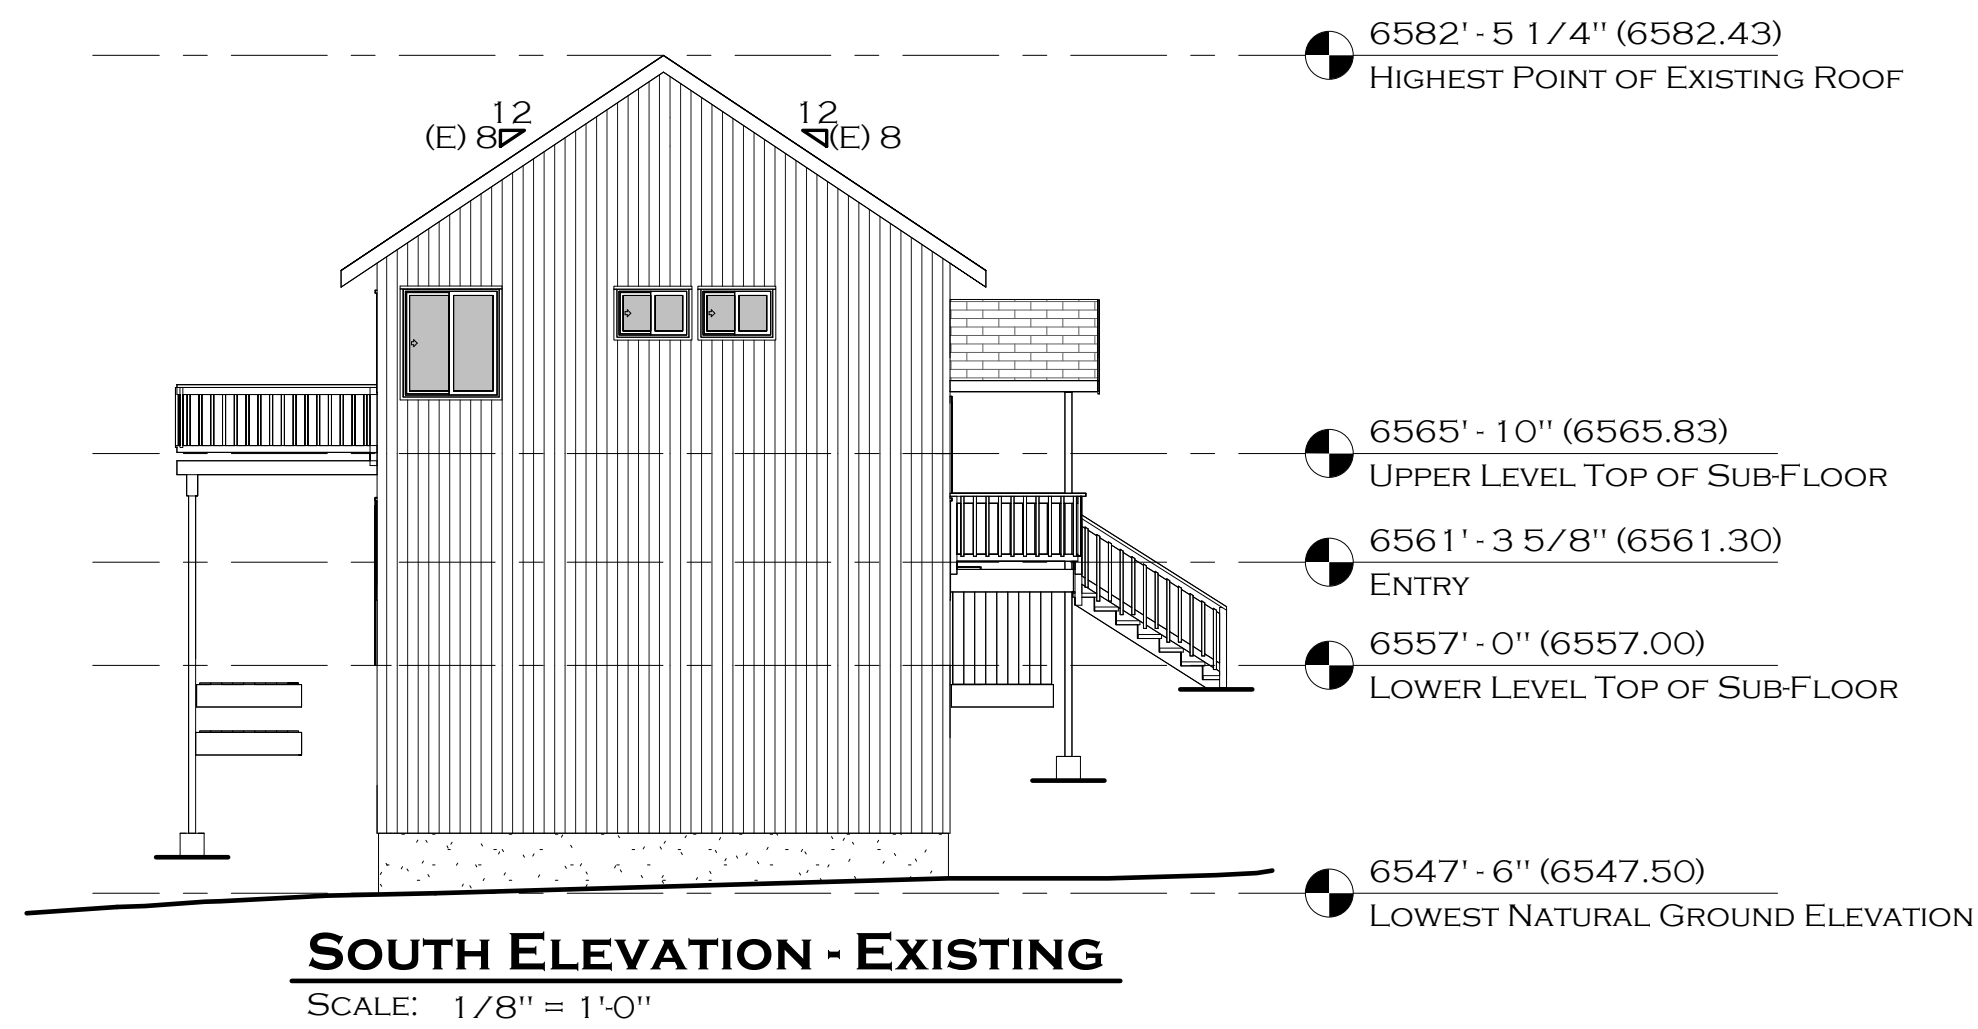 6582' - 5 1/4" (6582.43)
HIGHEST POINT OF EXISTING ROOF
12
(E) 8
12
(E) 8
6565' - 10" (6565.83)
UPPER LEVEL TOP OF SUB-FLOOR
6561' - 3 5/8" (6561.30)
ENTRY
6557' - 0" (6557.00)
LOWER LEVEL TOP OF SUB-FLOOR
6547' - 6" (6547.50)
LOWEST NATURAL GROUND ELEVATION
SOUTH ELEVATION - EXISTING
SCALE: 1/8" = 1'-0"